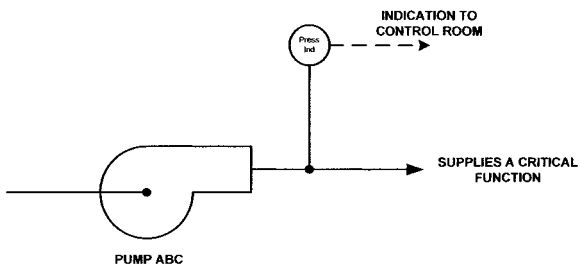 INDICATION TO
CONTROL ROOM
Press
Ind
SUPPLIES A CRITICAL
FUNCTION
PUMP ABC